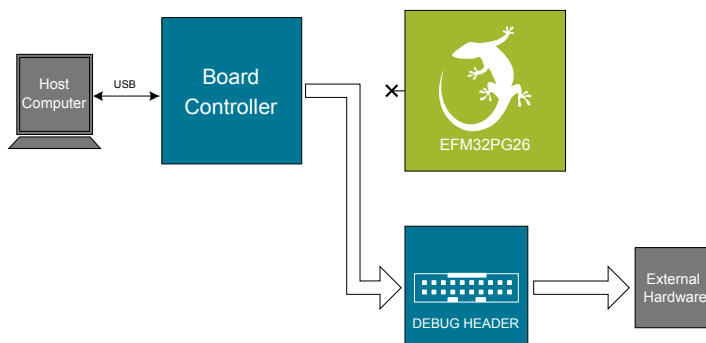 Host
Computer
USB
Board
Controller
EFM32PG26
DEBUG HEADER
External
Hardware